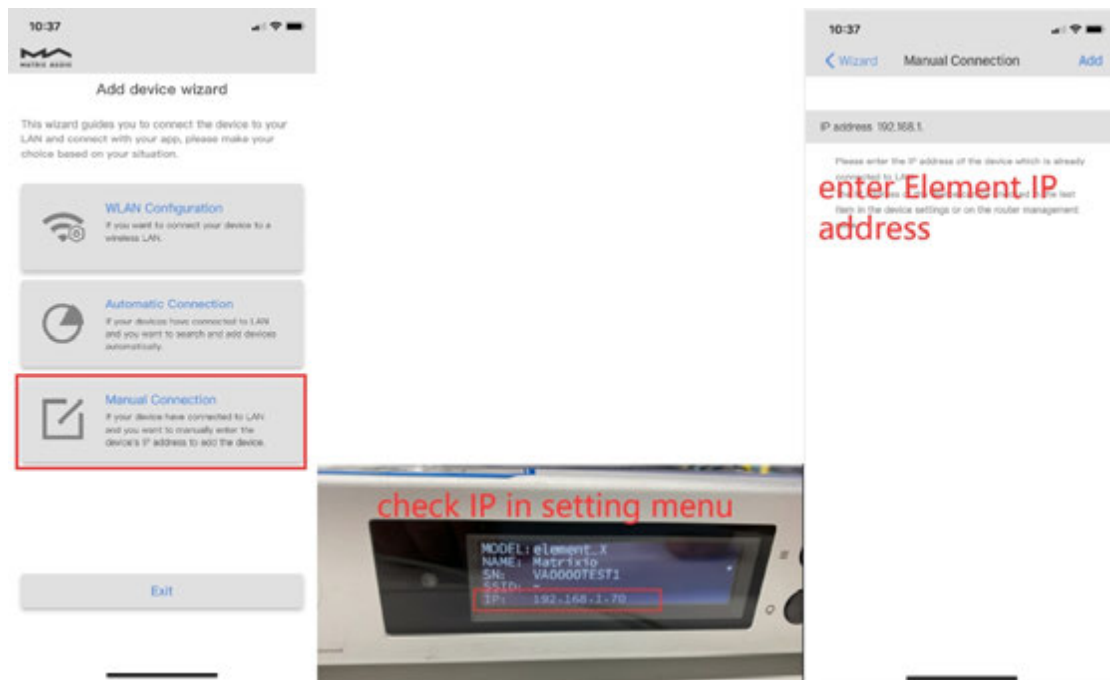 10:37
MATRIX AUDIO
Add device wizard
This wizard guides you to connect the device to your
LAN and connect with your app, please make your
choice based on your situation.
WLAN Configuration
If you want to connect your device to a
wireless LAN.
Automatic Connection
If your devices have connected to LAN
and you want to search and add devices
automatically.
Manual Connection
If your device have connected to LAN
and you want to manually enter the
device's IP address to add the device.
Exit
check IP in setting menu
MODEL: element X
NAME: Matrixio
SN: VA0000TEST1
SSID: -
IP: 192.168.1.70
10:37
Wizard Manual Connection Add
IP address 192.168.1.
Please enter the IP address of the device which is already
connected to
enter Element IP
last
item in the device settings or on the router management
address